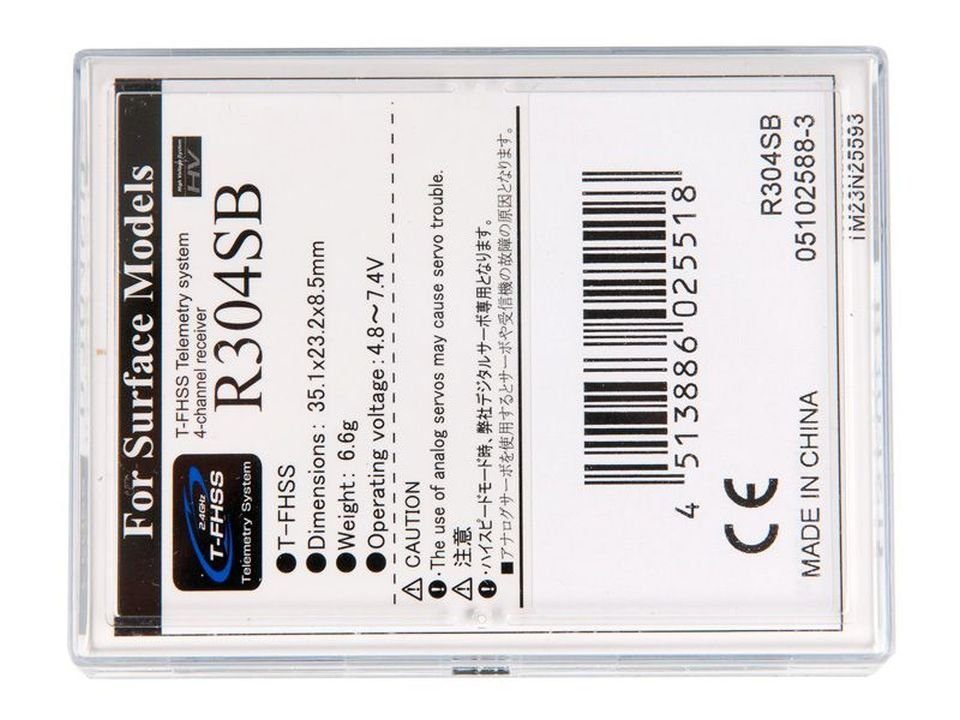 For Surface Models
2.4GHz
T-FHSS
Telemetry System
T-FHSS Telemetry system
4-channel receiver
R304SB
High Voltage System
HV
●T-FHSS
●Dimensions: 35.1x23.2x8.5mm
●Weight: 6.6g
●Operating voltage:4.8~7.4V
CAUTION
・The use of analog servos may cause servo trouble.
注意
・ハイスピードモード時、弊社デジタルサーボ専用となります。
■アナログサーボを使用するとサーボや受信機の故障の原因となります。
4 513886 025518
R304SB
05102588-3
1M23N25593
CE
MADE IN CHINA